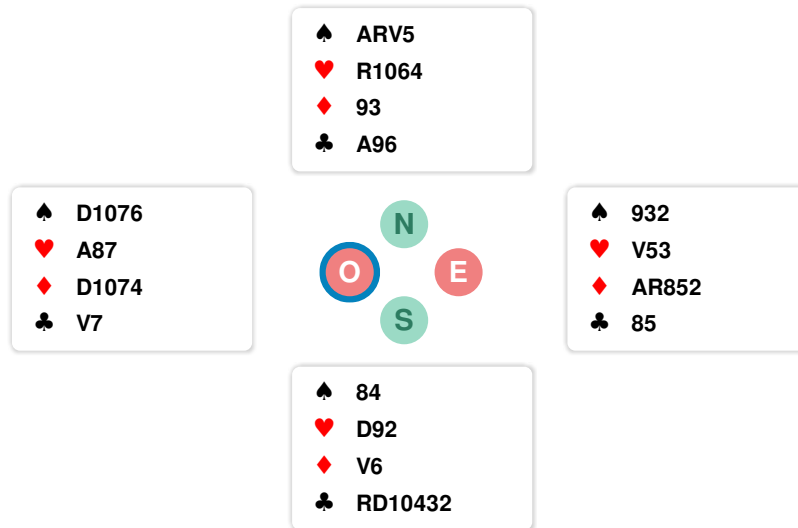 ♠ ARV5
♥ R1064
♦ 93
♣ A96
♠ D1076
♥ A87
♦ D1074
♣ V7
N
O E
S
♠ 932
♥ V53
♦ AR852
♣ 85
♠ 84
♥ D92
♦ V6
♣ RD10432